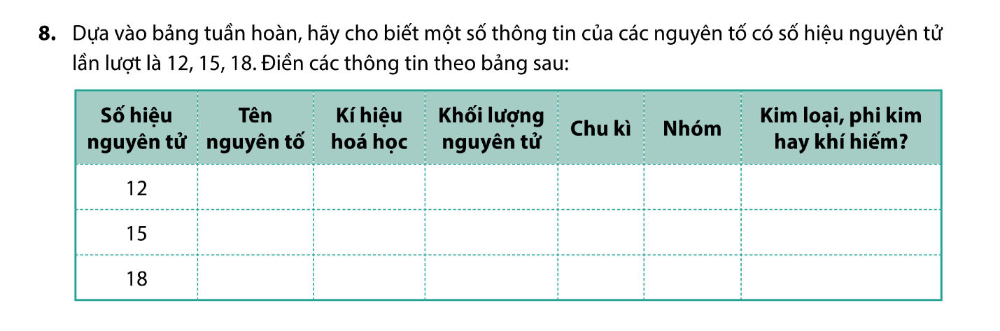 8. Dựa vào bảng tuần hoàn, hãy cho biết một số thông tin của các nguyên tố có số hiệu nguyên tử
lần lượt là 12, 15, 18. Điền các thông tin theo bảng sau:
Số hiệu nguyên tử
Tên nguyên tố
Kí hiệu hoá học
Khối lượng nguyên tử
Chu kì
Nhóm
Kim loại, phi kim hay khí hiếm?
12
15
18